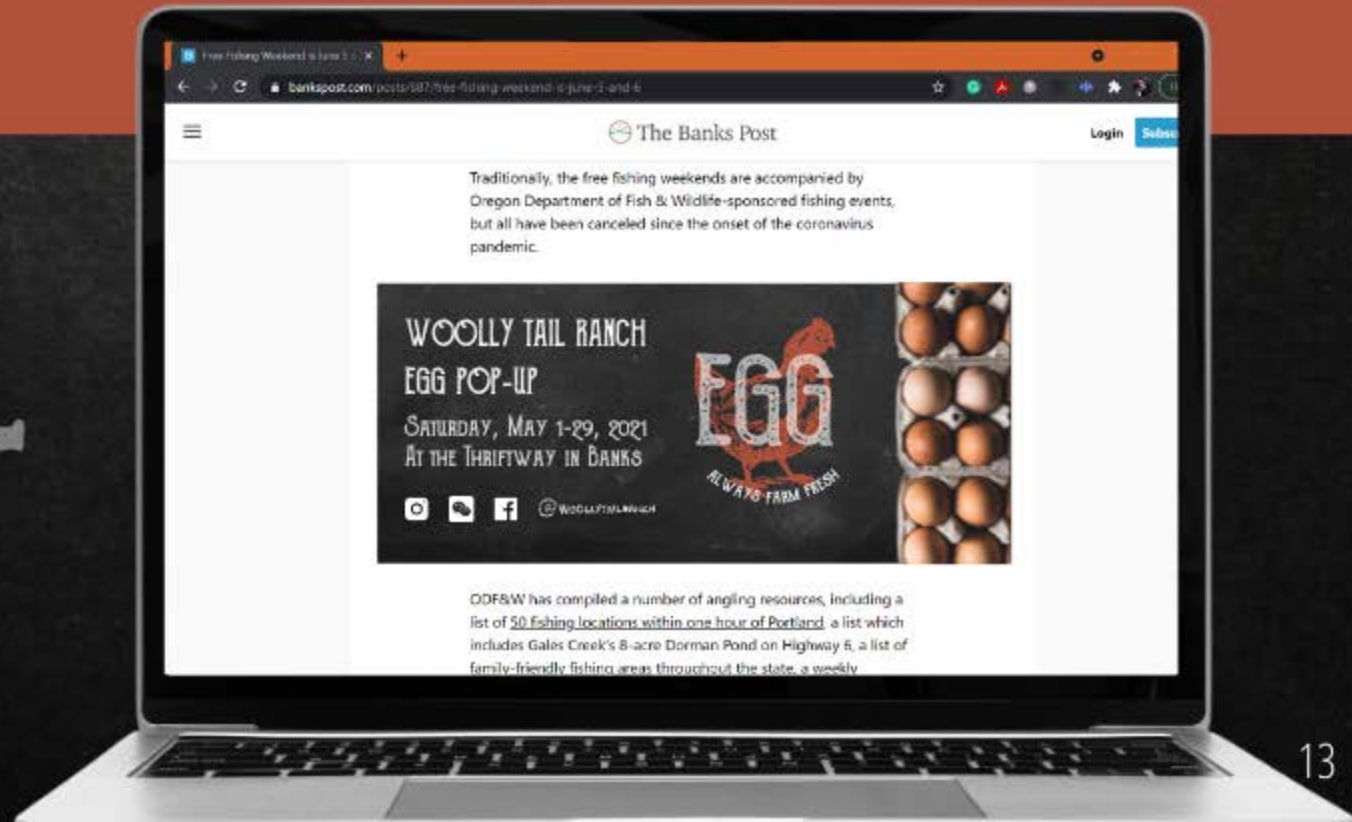 Free Fishing Weekend is June 5
bankspost.com/posts/687/free-fishing-weekend-is-june-5-and-6
The Banks Post
Login
Traditionally, the free fishing weekends are accompanied by
Oregon Department of Fish & Wildlife-sponsored fishing events,
but all have been canceled since the onset of the coronavirus
pandemic.
WOOLLY TAIL RANCH
EGG POP-UP
SATURDAY, MAY 1-29, 2021
AT THE THRIFTWAY IN BANKS
@WOOLLYTAILRANCH
EGG
ALWAYS FARM FRESH
ODF&W has compiled a number of angling resources, including a
list of 50 fishing locations within one hour of Portland, a list which
includes Gales Creek's 8-acre Dorman Pond on Highway 6, a list of
family-friendly fishing areas throughout the state, a weekly
13